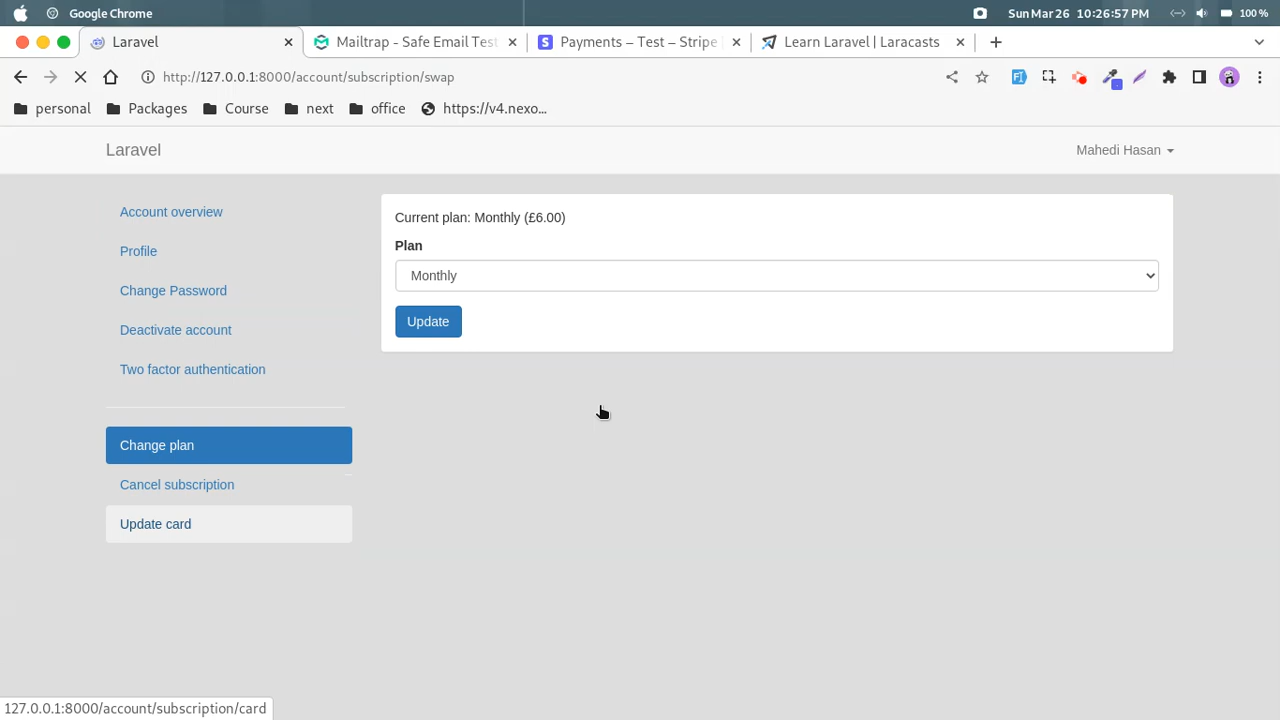 Google Chrome
Sun Mar 26 10:26:57 PM
100 %
Laravel
Mailtrap - Safe Email Test
Payments – Test – Stripe
Learn Laravel | Laracasts
http://127.0.0.1:8000/account/subscription/swap
personal
Packages
Course
next
office
https://v4.nexo...
Laravel
Mahedi Hasan
Account overview
Profile
Change Password
Deactivate account
Two factor authentication
Change plan
Cancel subscription
Update card
Current plan: Monthly (£6.00)
Plan
Monthly
Update
127.0.0.1:8000/account/subscription/card